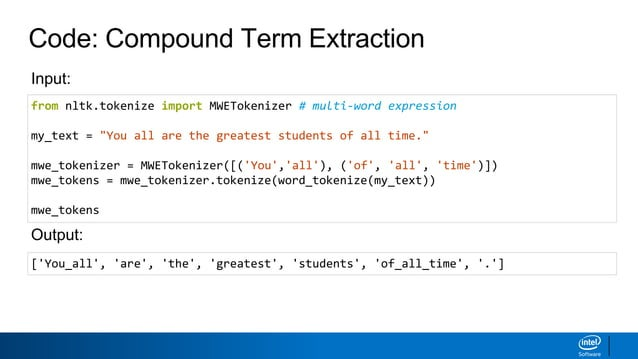 Code: Compound Term Extraction
Input:
from nltk.tokenize import MWETokenizer # multi-word expression
my_text = "You all are the greatest students of all time."
mwe_tokenizer = MWETokenizer([('You','all'), ('of', 'all', 'time')])
mwe_tokens = mwe_tokenizer.tokenize(word_tokenize(my_text))
mwe_tokens
Output:
['You_all', 'are', 'the', 'greatest', 'students', 'of_all_time', '.']
intel
Software